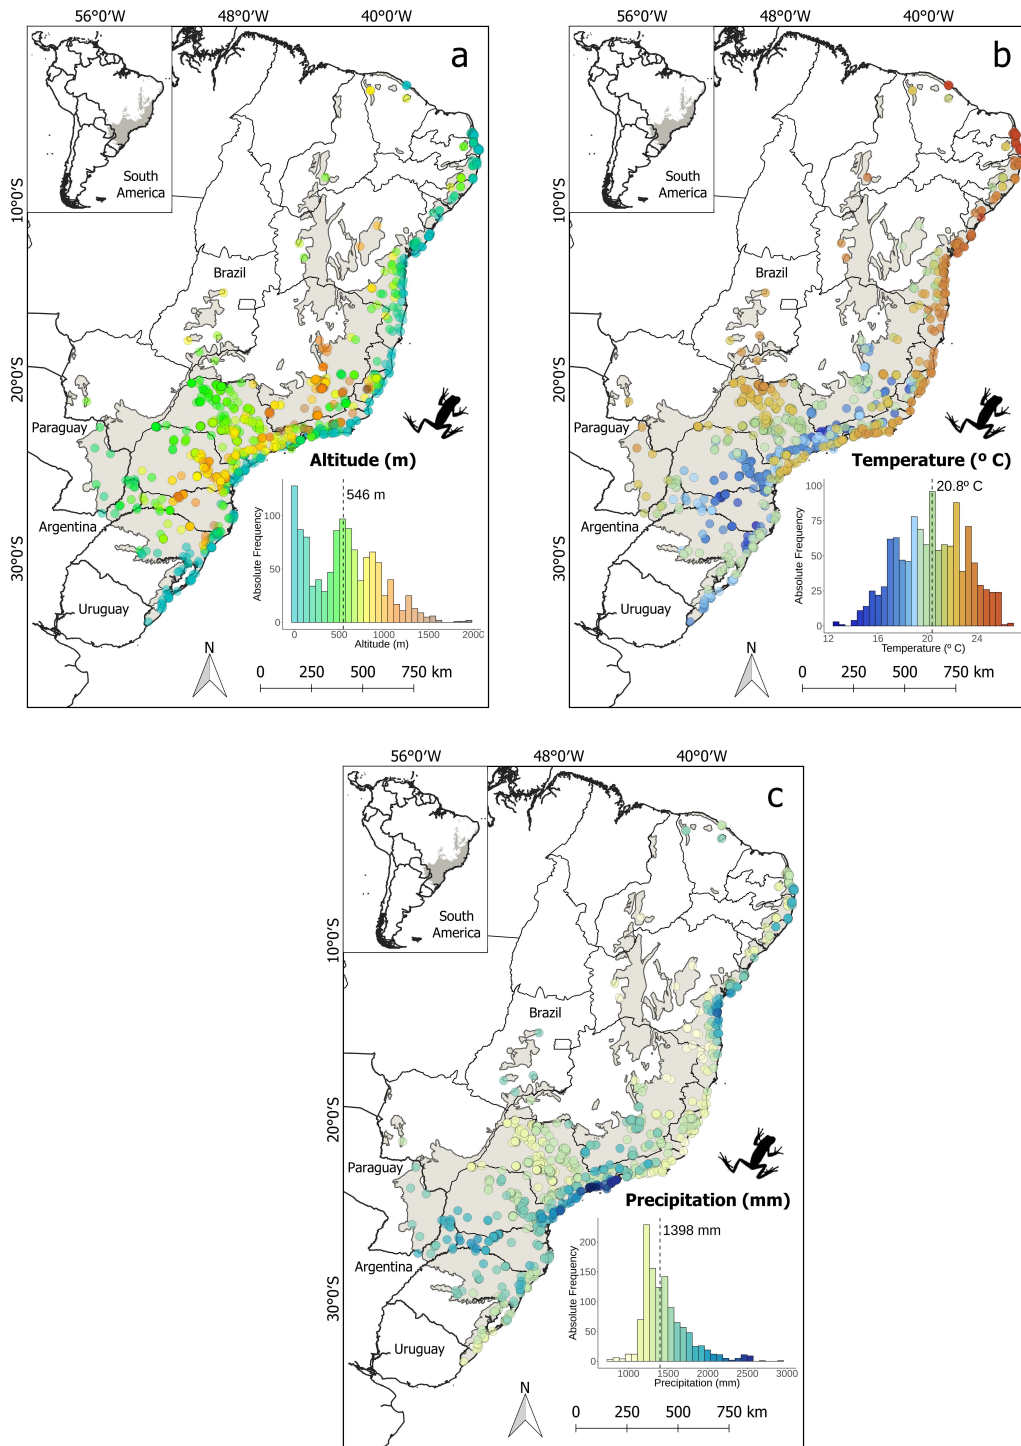 56°0'W 48°0'W 40°0'W
a
South
America
10°0'S
Brazil
20°0'S
Paraguay
Altitude (m)
546 m
Absolute Frequency
100
50
0
0 500 1000 1500 2000
Altitude (m)
Argentina
30°0'S
Uruguay
N
0 250 500 750 km
56°0'W 48°0'W 40°0'W
b
South
America
10°0'S
Brazil
20°0'S
Paraguay
Temperature (º C)
20.8º C
Absolute Frequency
100
75
50
25
0
12 16 20 24
Temperature (º C)
Argentina
30°0'S
Uruguay
N
0 250 500 750 km
56°0'W 48°0'W 40°0'W
c
South
America
10°0'S
Brazil
20°0'S
Paraguay
Precipitation (mm)
1398 mm
Absolute Frequency
200
150
100
50
0
1000 1500 2000 2500 3000
Precipitation (mm)
Argentina
30°0'S
Uruguay
N
0 250 500 750 km